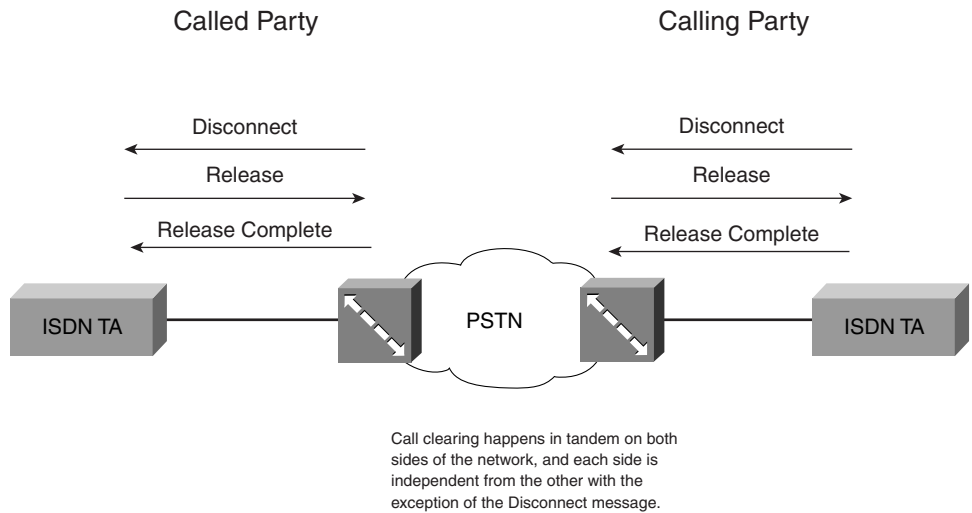 Called Party
Calling Party
Disconnect
Disconnect
Release
Release
Release Complete
Release Complete
ISDN TA
PSTN
ISDN TA
Call clearing happens in tandem on both
sides of the network, and each side is
independent from the other with the
exception of the Disconnect message.